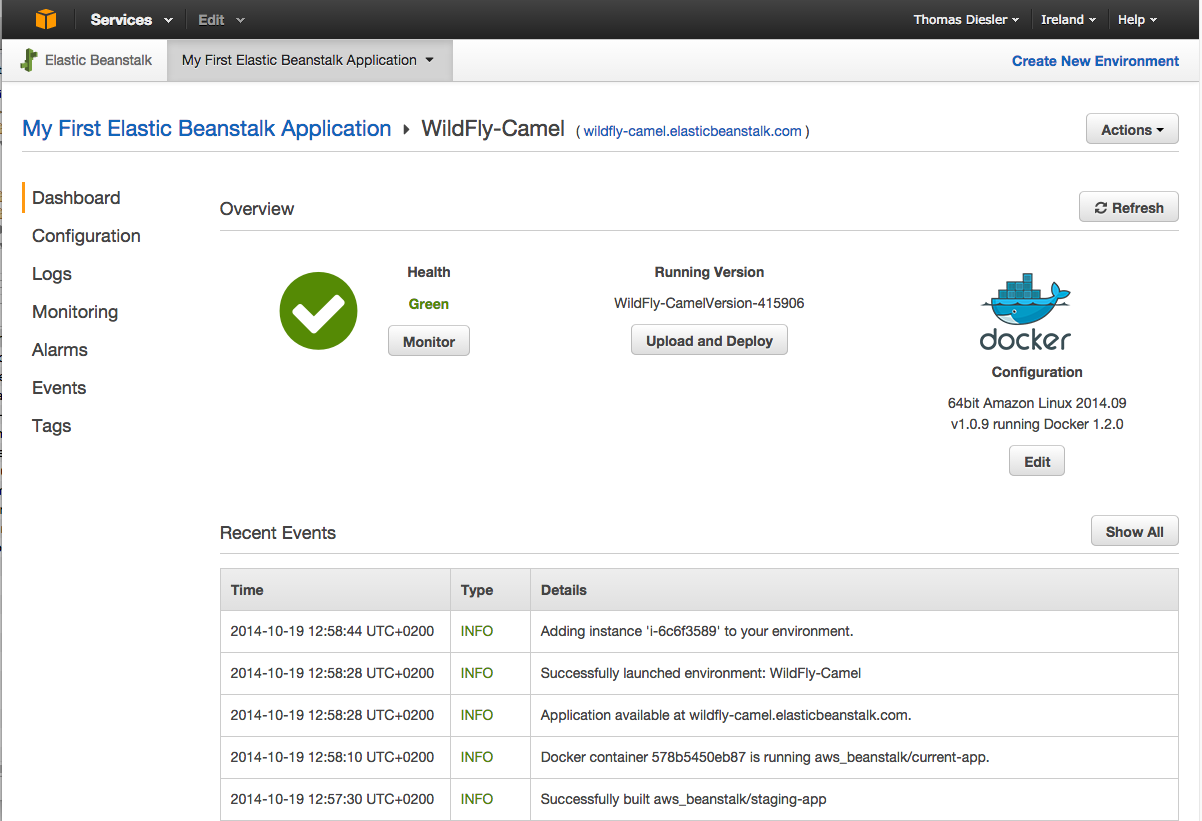 Services Edit Thomas Diesler Ireland Help
Elastic Beanstalk My First Elastic Beanstalk Application Create New Environment
My First Elastic Beanstalk Application WildFly-Camel ( wildfly-camel.elasticbeanstalk.com ) Actions
Dashboard
Configuration
Logs
Monitoring
Alarms
Events
Tags
Overview Refresh
Health
Green
Monitor
Running Version
WildFly-CamelVersion-415906
Upload and Deploy
docker
Configuration
64bit Amazon Linux 2014.09
v1.0.9 running Docker 1.2.0
Edit
Recent Events Show All
Time Type Details
2014-10-19 12:58:44 UTC+0200 INFO Adding instance 'i-6c6f3589' to your environment.
2014-10-19 12:58:28 UTC+0200 INFO Successfully launched environment: WildFly-Camel
2014-10-19 12:58:28 UTC+0200 INFO Application available at wildfly-camel.elasticbeanstalk.com.
2014-10-19 12:58:10 UTC+0200 INFO Docker container 578b5450eb87 is running aws_beanstalk/current-app.
2014-10-19 12:57:30 UTC+0200 INFO Successfully built aws_beanstalk/staging-app